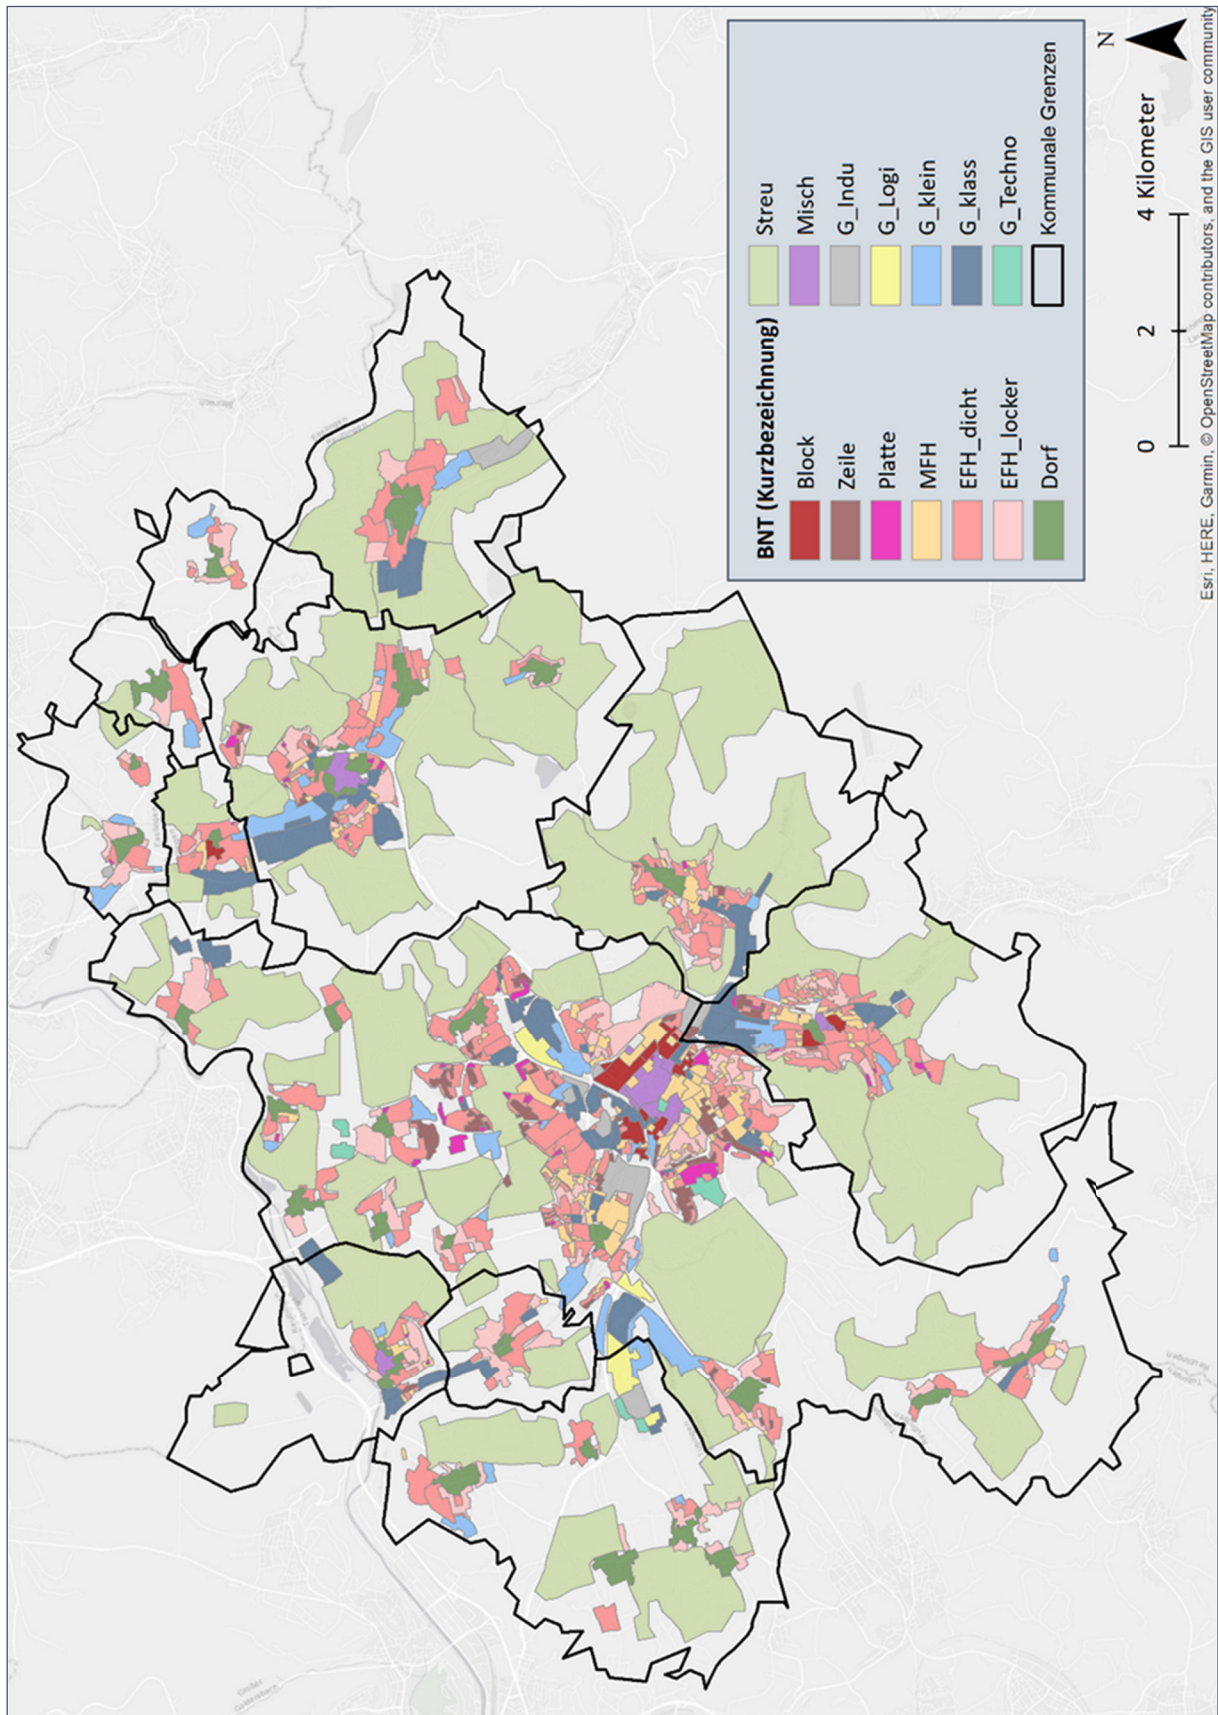 BNT (Kurzbezeichnung)
Block
Zeile
Platte
MFH
EFH_dicht
EFH_locker
Dorf
Streu
Misch
G_Indu
G_Logi
G_klein
G_klass
G_Techno
Kommunale Grenzen
N
0 2 4 Kilometer
Esri, HERE, Garmin, © OpenStreetMap contributors, and the GIS user community